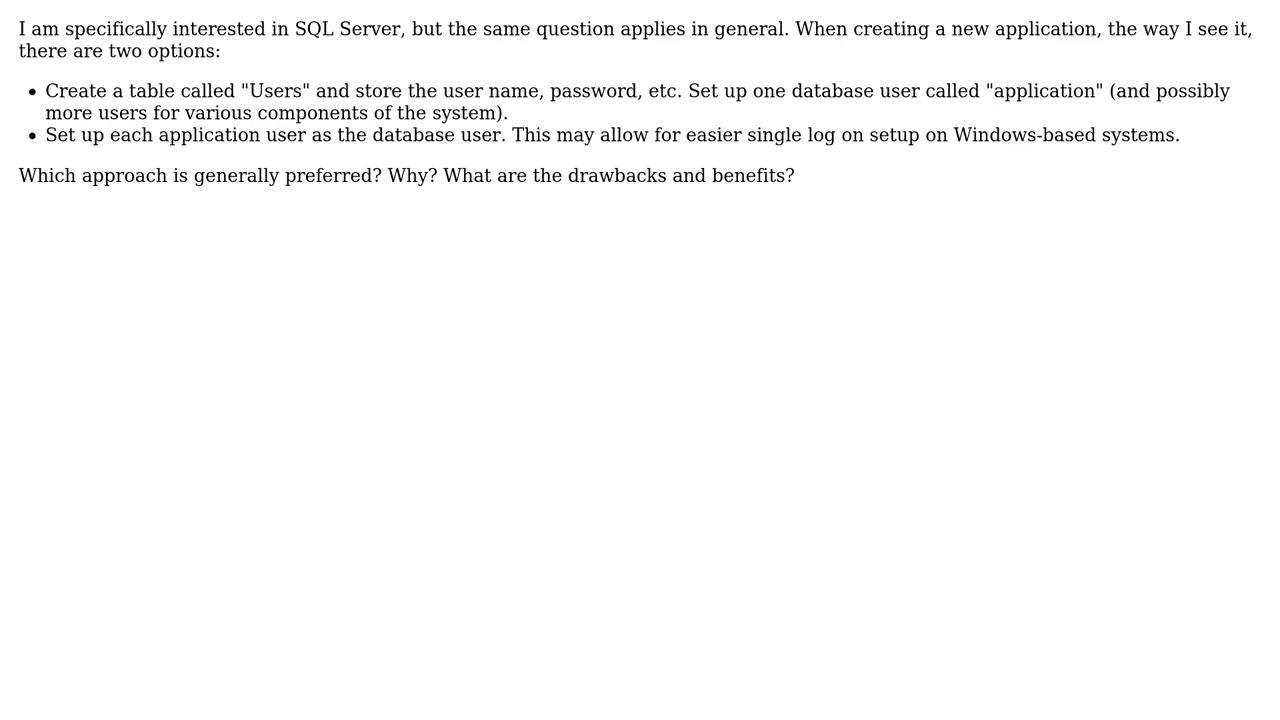 I am specifically interested in SQL Server, but the same question applies in general. When creating a new application, the way I see it,
there are two options:
• Create a table called "Users" and store the user name, password, etc. Set up one database user called "application" (and possibly
more users for various components of the system).
• Set up each application user as the database user. This may allow for easier single log on setup on Windows-based systems.
Which approach is generally preferred? Why? What are the drawbacks and benefits?